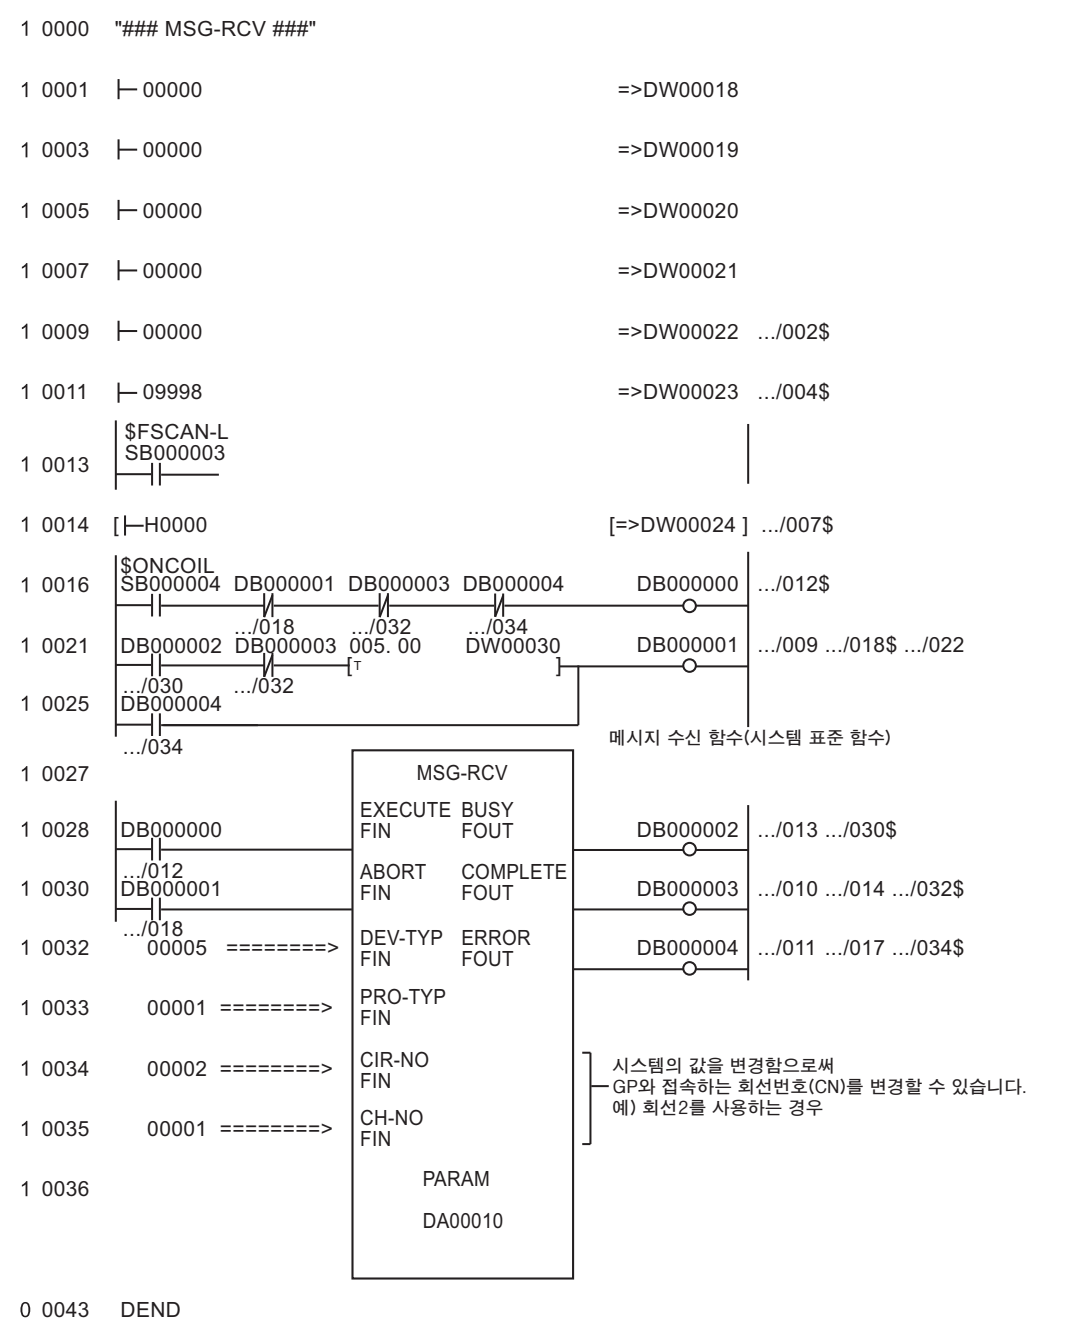 1 0000 "### MSG-RCV ###"
1 0001 00000 =>DW00018
1 0003 00000 =>DW00019
1 0005 00000 =>DW00020
1 0007 00000 =>DW00021
1 0009 00000 =>DW00022 .../002$
1 0011 09998 =>DW00023 .../004$
$FSCAN-L
SB000003
1 0013
1 0014 [ H0000 [=>DW00024 ] .../007$
$ONCOIL
1 0016 SB000004 DB000001 DB000003 DB000004 DB000000 .../012$
.../018 .../032 .../034
1 0021 DB000002 DB000003 005. 00 DW00030 DB000001 .../009 .../018$ .../022
[T ]
.../030 .../032
1 0025 DB000004
.../034
메시지 수신 함수(시스템 표준 함수)
1 0027 MSG-RCV
EXECUTE BUSY
1 0028 DB000000 FIN FOUT DB000002 .../013 .../030$
.../012
ABORT COMPLETE
1 0030 DB000001 FIN FOUT DB000003 .../010 .../014 .../032$
.../018
DEV-TYP ERROR
1 0032 00005 ========> FIN FOUT DB000004 .../011 .../017 .../034$
PRO-TYP
1 0033 00001 ========> FIN
CIR-NO
1 0034 00002 ========> FIN
시스템의 값을 변경함으로써
GP와 접속하는 회선번호(CN)를 변경할 수 있습니다.
예) 회선2를 사용하는 경우
CH-NO
1 0035 00001 ========> FIN
PARAM
1 0036
DA00010
0 0043 DEND